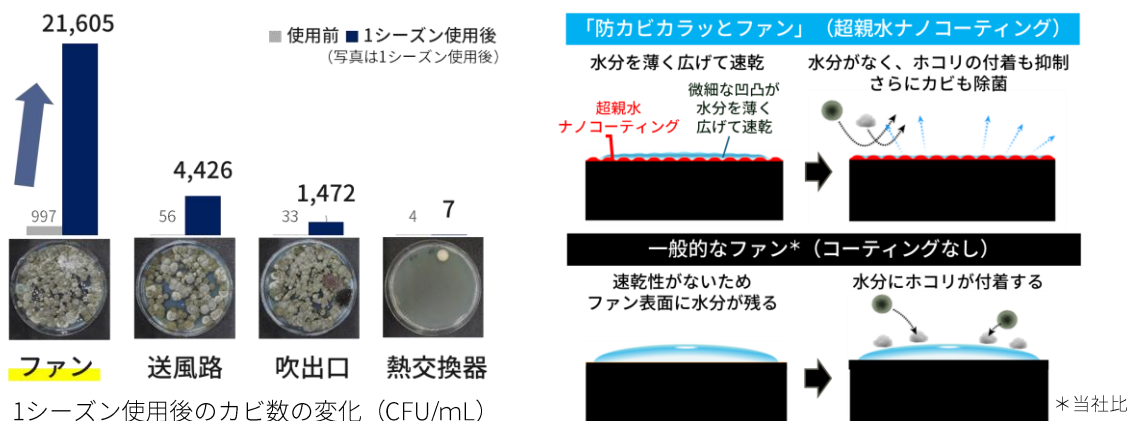 21,605
■ 使用前 ■ 1シーズン使用後
（写真は1シーズン使用後）
4,426
1,472
7
997
56
33
4
ファン
送風路
吹出口
熱交換器
1シーズン使用後のカビ数の変化（CFU/mL）
「防カビカラッとファン」（超親水ナノコーティング）
水分を薄く広げて速乾
微細な凹凸が
水分を薄く
広げて速乾
超親水
ナノコーティング
水分がなく、ホコリの付着も抑制
さらにカビも除菌
一般的なファン＊（コーティングなし）
速乾性がないため
ファン表面に水分が残る
水分にホコリが付着する
＊当社比